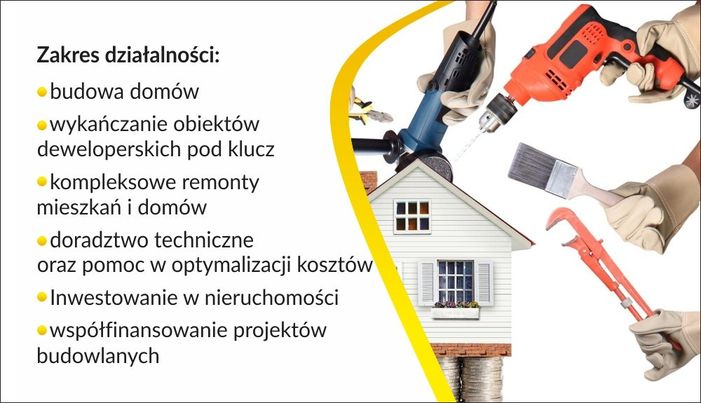 Zakres działalności:
budowa domów
wykańczanie obiektów
deweloperskich pod klucz
kompleksowe remonty
mieszkań i domów
doradztwo techniczne
oraz pomoc w optymalizacji kosztów
Inwestowanie w nieruchomości
współfinansowanie projektów
budowlanych